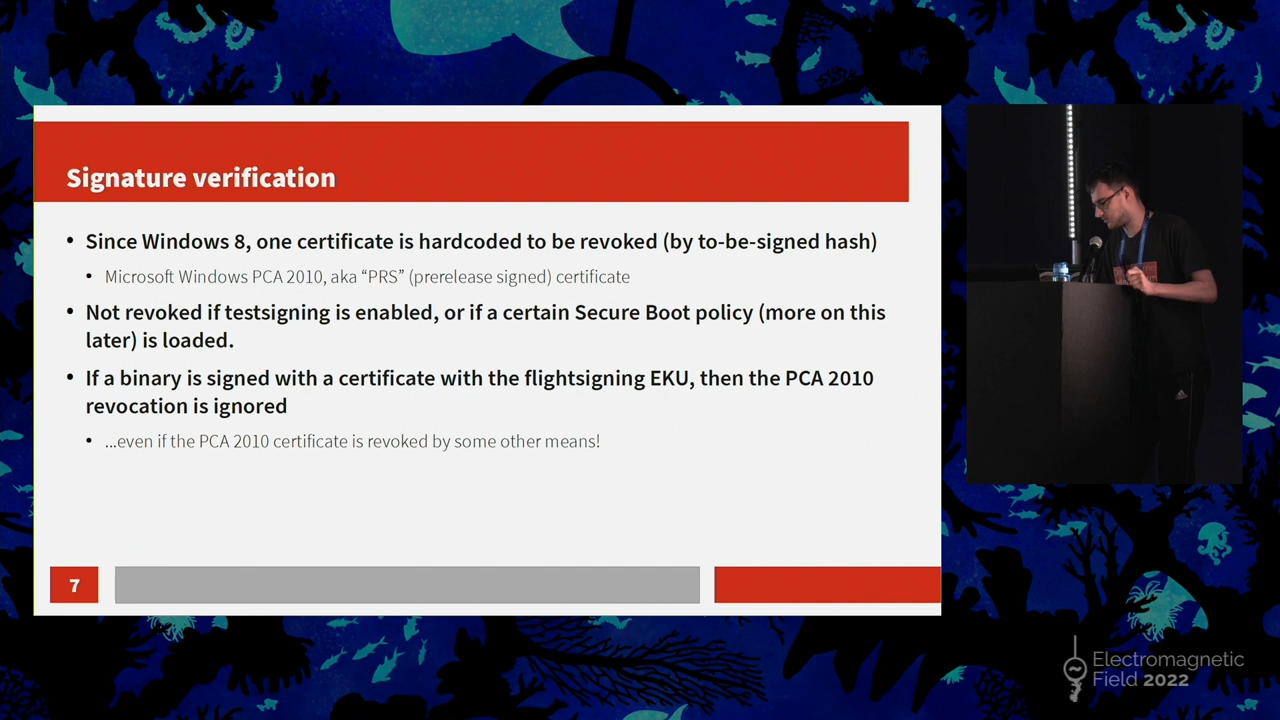 Signature verification
• Since Windows 8, one certificate is hardcoded to be revoked (by to-be-signed hash)
• Microsoft Windows PCA 2010, aka “PRS” (prerelease signed) certificate
• Not revoked if testsigning is enabled, or if a certain Secure Boot policy (more on this
later) is loaded.
• If a binary is signed with a certificate with the flightsigning EKU, then the PCA 2010
revocation is ignored
• ...even if the PCA 2010 certificate is revoked by some other means!
7
Electromagnetic
Field 2022